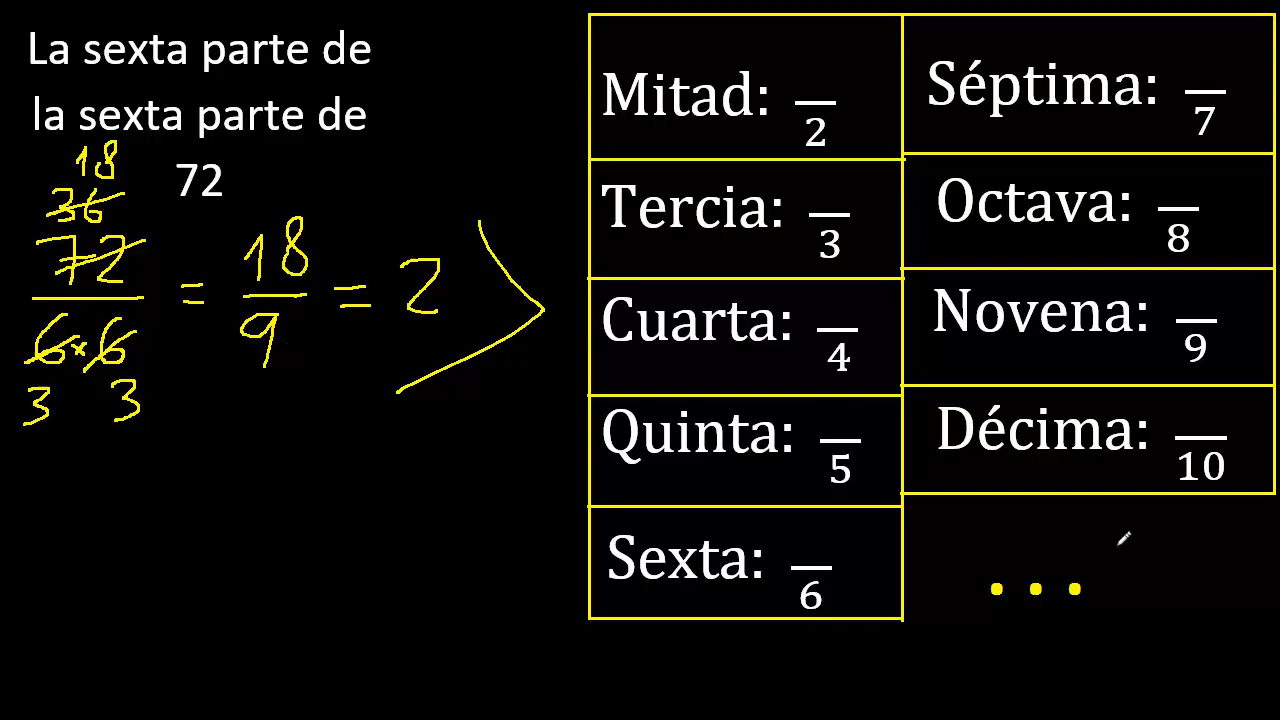 La sexta parte de
la sexta parte de
72
18
36
72
= 18/9 = 2
6 × 6
3 3
Mitad: /2
Tercia: /3
Cuarta: /4
Quinta: /5
Sexta: /6
Séptima: /7
Octava: /8
Novena: /9
Décima: /10
...